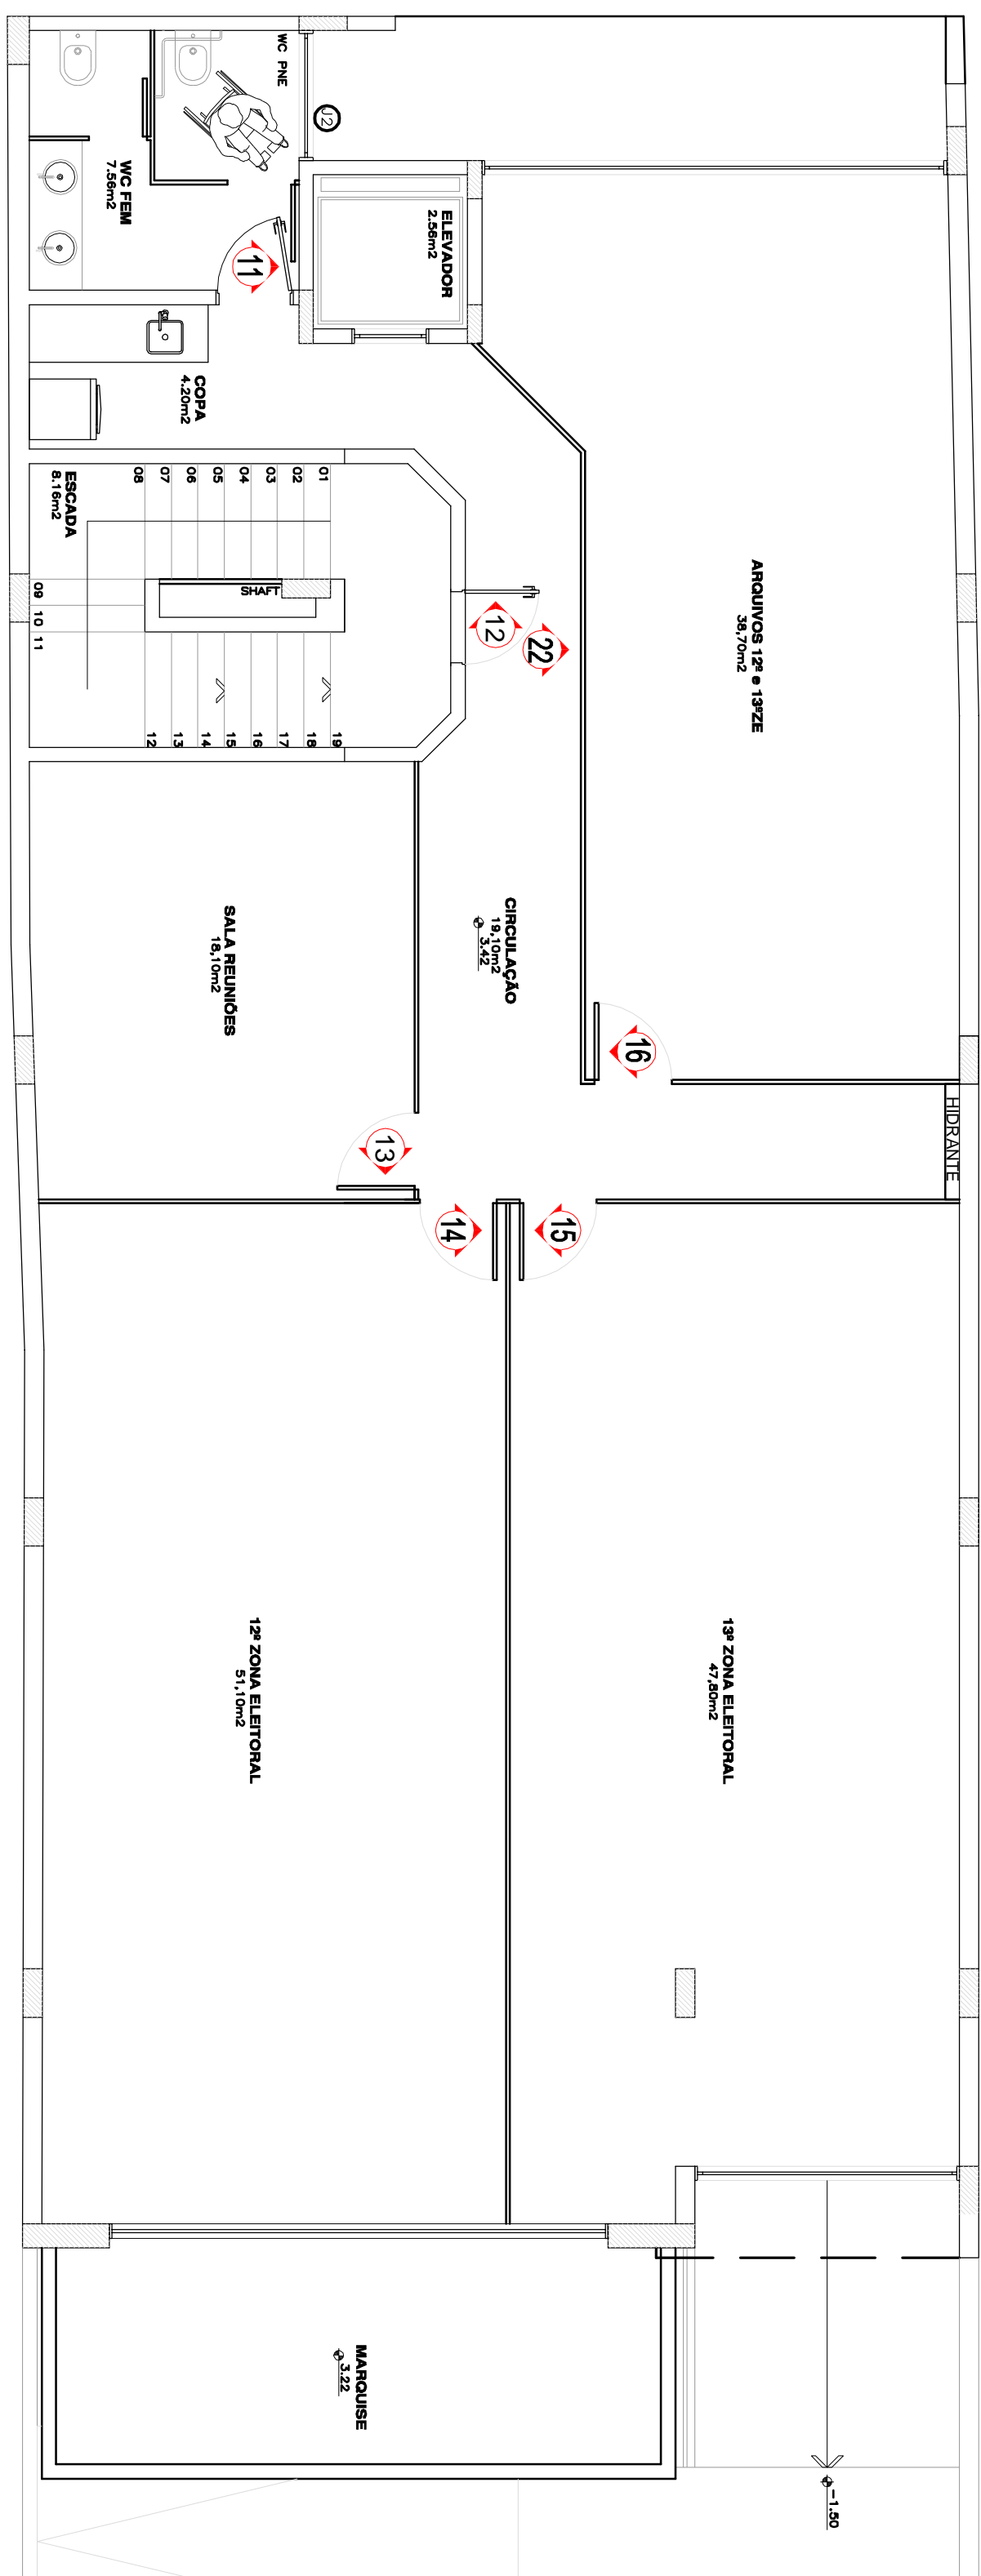 WC PNE
J2
WC FEM
7.56m2
ELEVADOR
2.56m2
11
COPA
4.20m2
ESCADA
8.16m2
01
02
03
04
05
06
07
08
09
10
11
12
13
14
15
16
17
18
19
SHAFT
12
22
ARQUIVOS 12ª e 13ªZE
38,70m2
CIRCULAÇÃO
19,10m2
3.42
SALA REUNIÕES
18,10m2
16
HIDRANTE
13
14
15
12ª ZONA ELEITORAL
51,10m2
13ª ZONA ELEITORAL
47,80m2
MARQUISE
3.22
-1.50